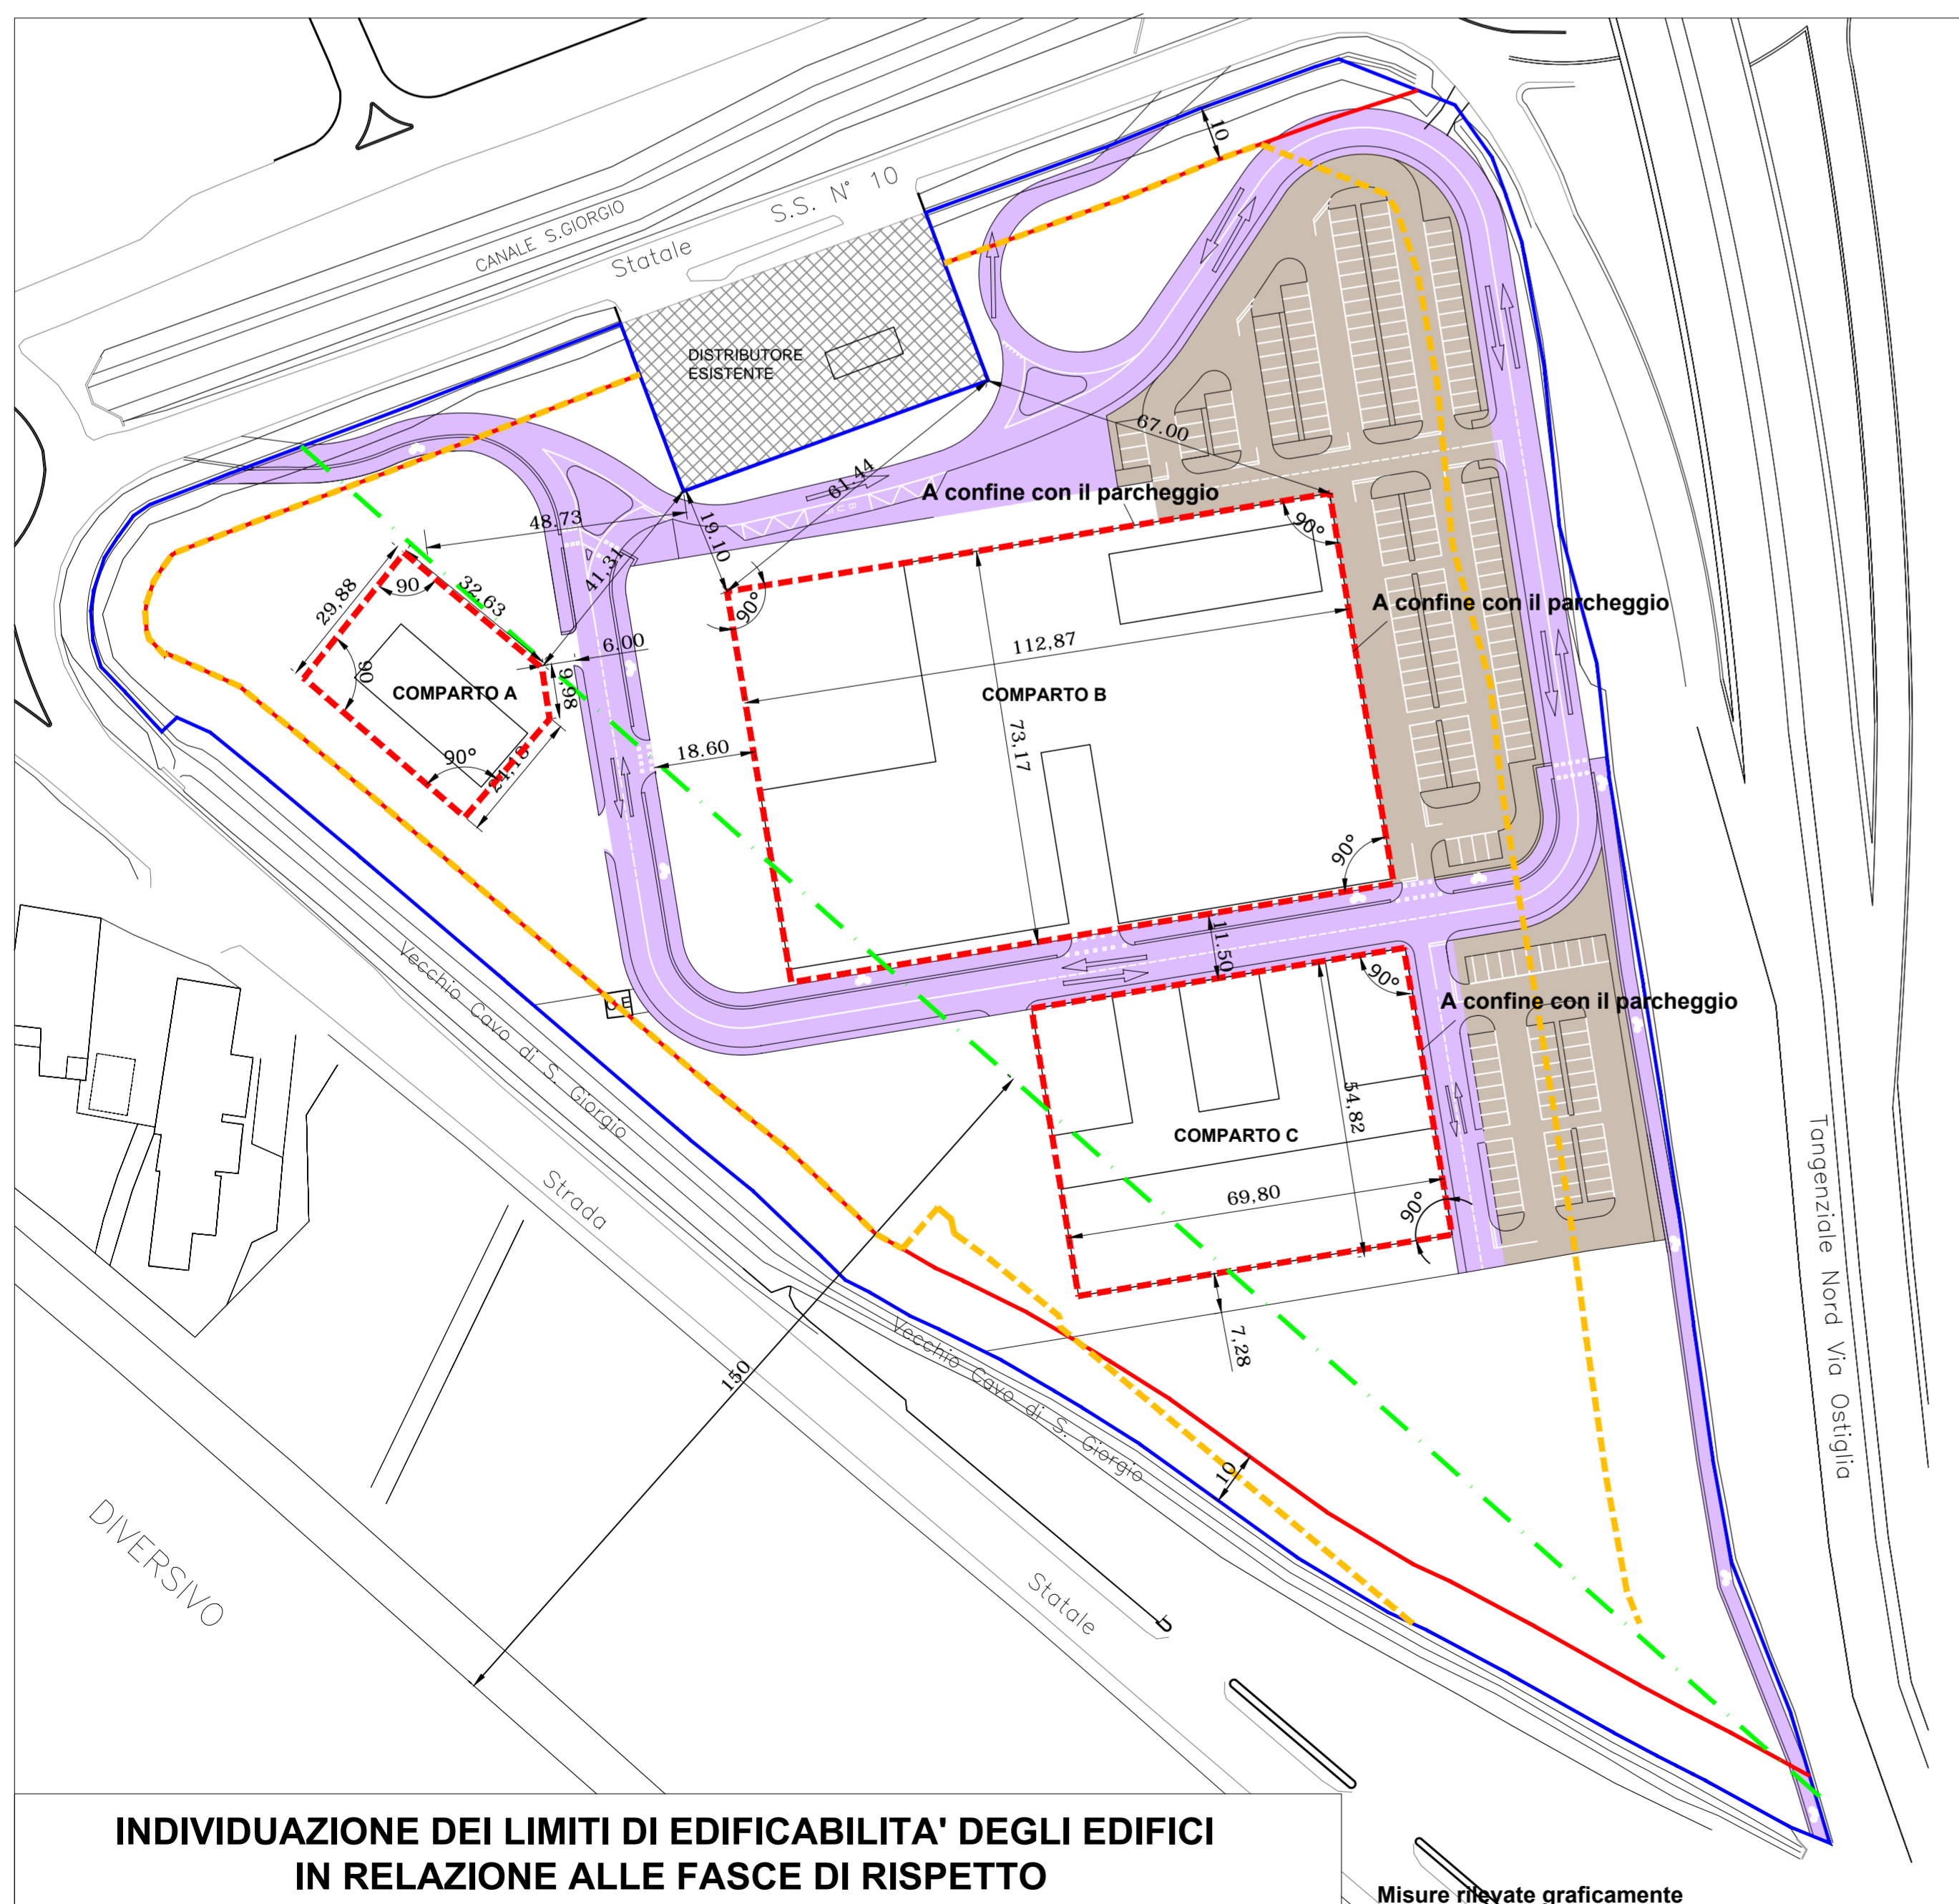 10
S.S. N° 10
CANALE S.GIORGIO
Statale
DISTRIBUTORE
ESISTENTE
67.00
61,44
A confine con il parcheggio
48.73
19.10
90°
41,31
29,88
90
32,63
90°
A confine con il parcheggio
6.00
112,87
90
COMPARTO A
9,98
COMPARTO B
18.60
73,17
90°
24,18
90°
11.50
90°
Vecchio Cavo di S. Giorgio
A confine con il parcheggio
54,82
COMPARTO C
Strada
69,80
90°
Tangenziale Nord Via Ostiglia
7,28
150
Vecchio Cavo di S. Giorgio
10
DIVERSIVO
Statale
INDIVIDUAZIONE DEI LIMITI DI EDIFICABILITA' DEGLI EDIFICI
IN RELAZIONE ALLE FASCE DI RISPETTO
Misure rilevate graficamente